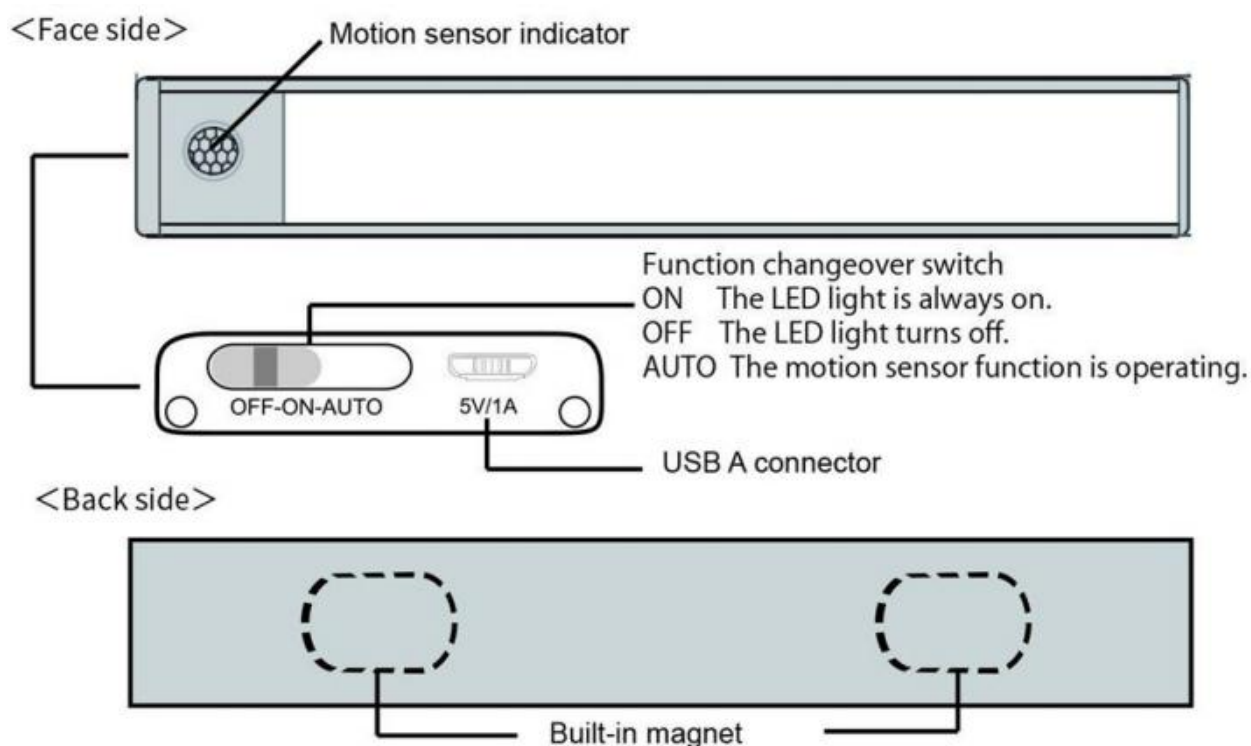 ＜Face side＞
Motion sensor indicator
Function changeover switch
ON The LED light is always on.
OFF The LED light turns off.
AUTO The motion sensor function is operating.
OFF-ON-AUTO
5V/1A
USB A connector
＜Back side＞
Built-in magnet